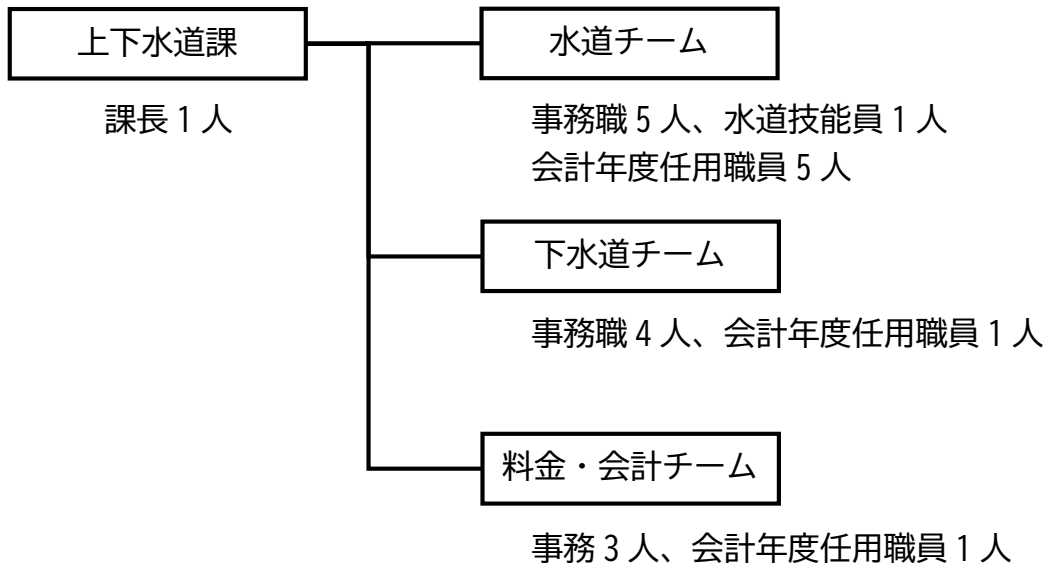 上下水道課
課長1人
水道チーム
事務職5人、水道技能員1人
会計年度任用職員5人
下水道チーム
事務職4人、会計年度任用職員1人
料金・会計チーム
事務3人、会計年度任用職員1人